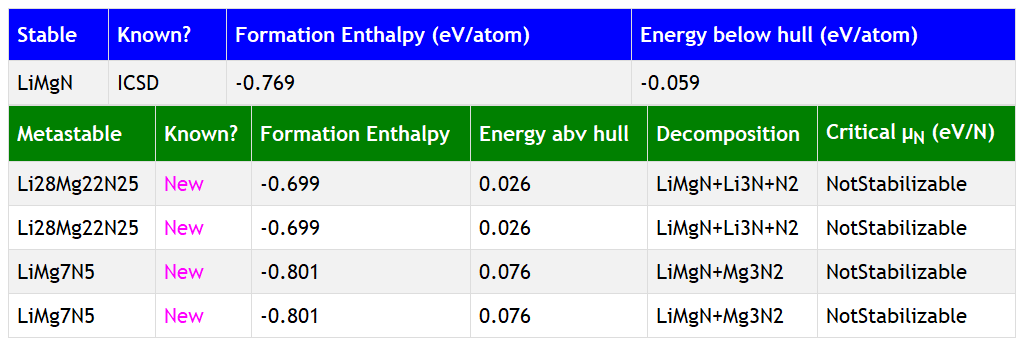 Stable Known? Formation Enthalpy (eV/atom) Energy below hull (eV/atom)
LiMgN ICSD -0.769 -0.059
Metastable Known? Formation Enthalpy Energy abv hull Decomposition Critical μN (eV/N)
Li28Mg22N25 New -0.699 0.026 LiMgN+Li3N+N2 NotStabilizable
Li28Mg22N25 New -0.699 0.026 LiMgN+Li3N+N2 NotStabilizable
LiMg7N5 New -0.801 0.076 LiMgN+Mg3N2 NotStabilizable
LiMg7N5 New -0.801 0.076 LiMgN+Mg3N2 NotStabilizable